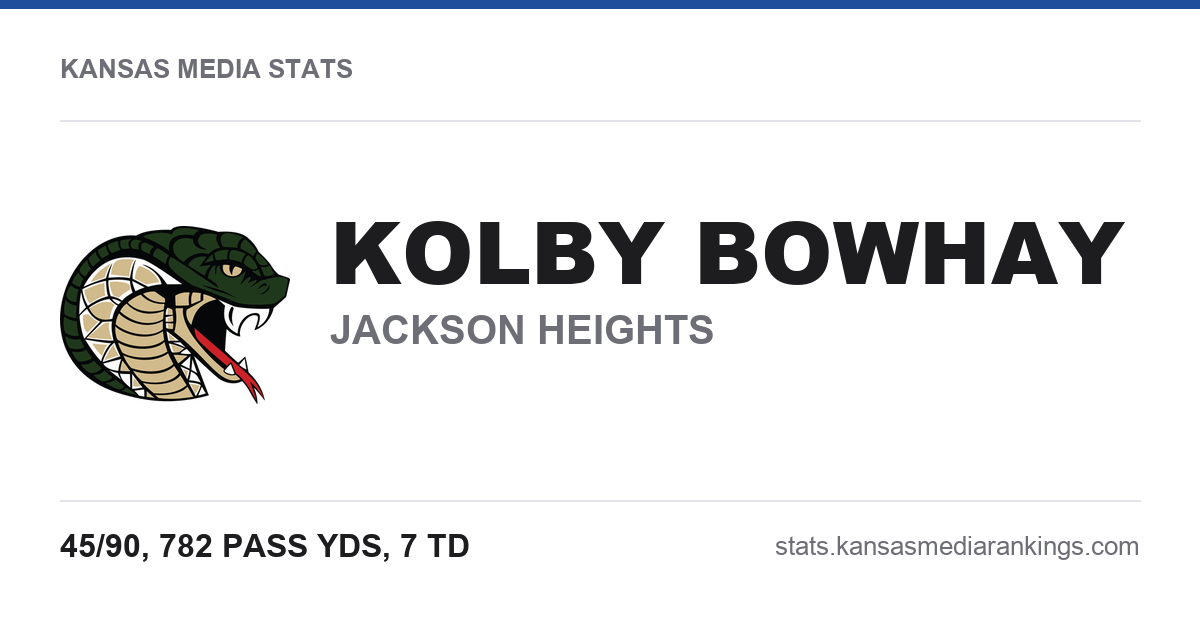 KANSAS MEDIA STATS
KOLBY BOWHAY
JACKSON HEIGHTS
45/90, 782 PASS YDS, 7 TD
stats.kansasmediarankings.com